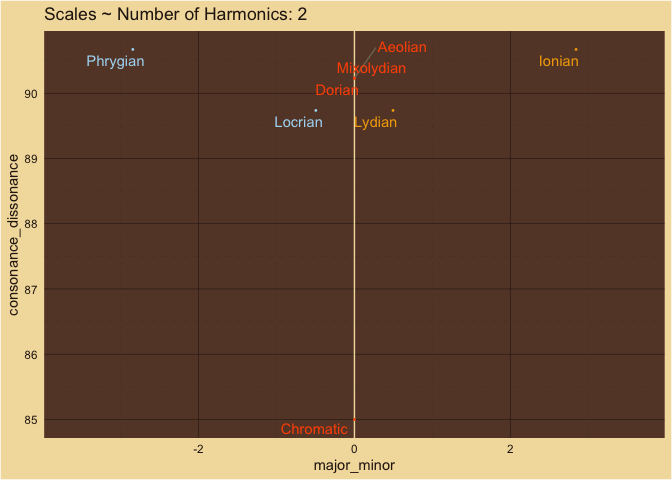 Scales ~ Number of Harmonics: 2
Aeolian
Phrygian
Ionian
Mixolydian
Dorian
Locrian
Lydian
Chromatic
90
89
88
87
86
85
consonance_dissonance
-2
0
2
major_minor